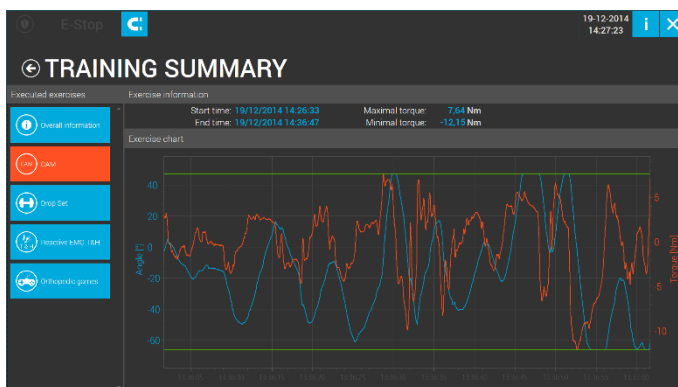 E-Stop
19-12-2014
14:27:23
i
TRAINING SUMMARY
Executed exercises
Exercise information
Start time: 19/12/2014 14:26:33
Maximal torque: 7,64 Nm
End time: 19/12/2014 14:36:47
Minimal torque: -12,15 Nm
Exercise chart
Overall information
CAM
Drop Set
Reactive EMG T&H
Orthopedic games
Angle [°]
40
20
0
-20
-40
-60
5
0
5
-10
Torque [Nm]